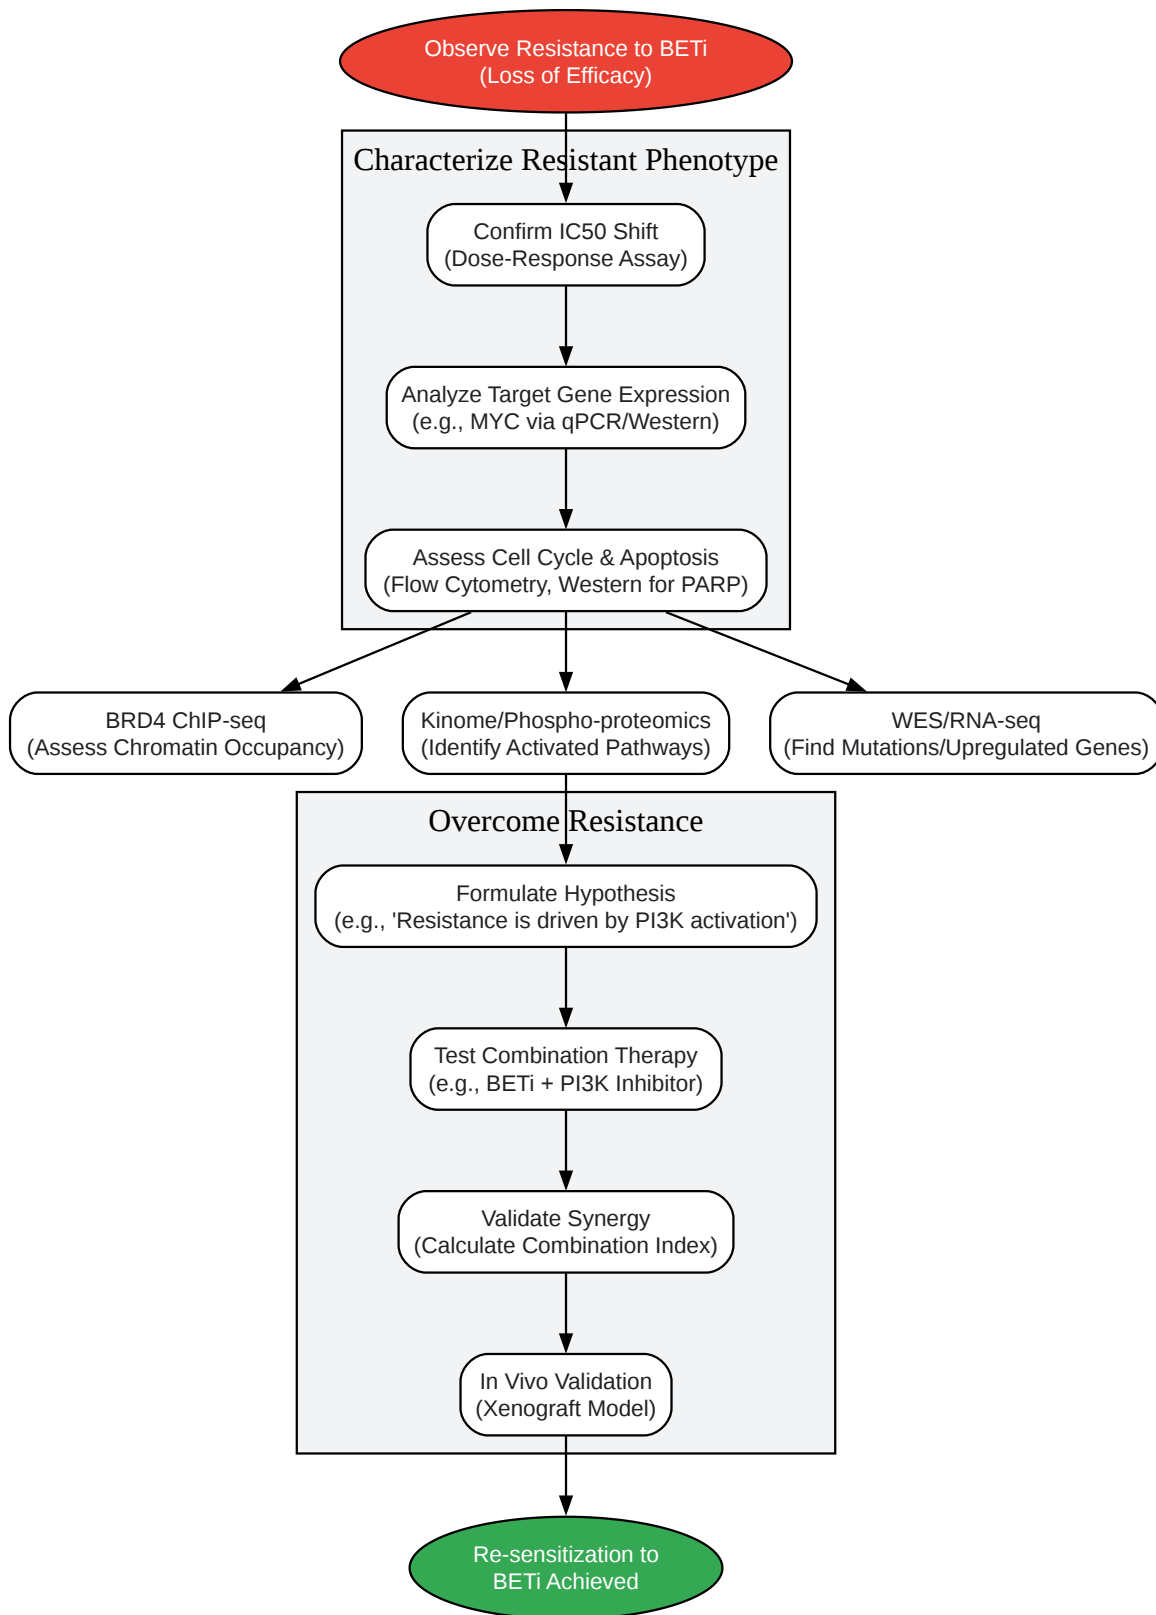 Observe Resistance to BETi
(Loss of Efficacy)
Characterize Resistant Phenotype
Confirm IC50 Shift
(Dose-Response Assay)
Analyze Target Gene Expression
(e.g., MYC via qPCR/Western)
Assess Cell Cycle & Apoptosis
(Flow Cytometry, Western for PARP)
BRD4 ChIP-seq
(Assess Chromatin Occupancy)
Kinome/Phospho-proteomics
(Identify Activated Pathways)
WES/RNA-seq
(Find Mutations/Upregulated Genes)
Overcome Resistance
Formulate Hypothesis
(e.g., 'Resistance is driven by PI3K activation')
Test Combination Therapy
(e.g., BETi + PI3K Inhibitor)
Validate Synergy
(Calculate Combination Index)
In Vivo Validation
(Xenograft Model)
Re-sensitization to
BETi Achieved